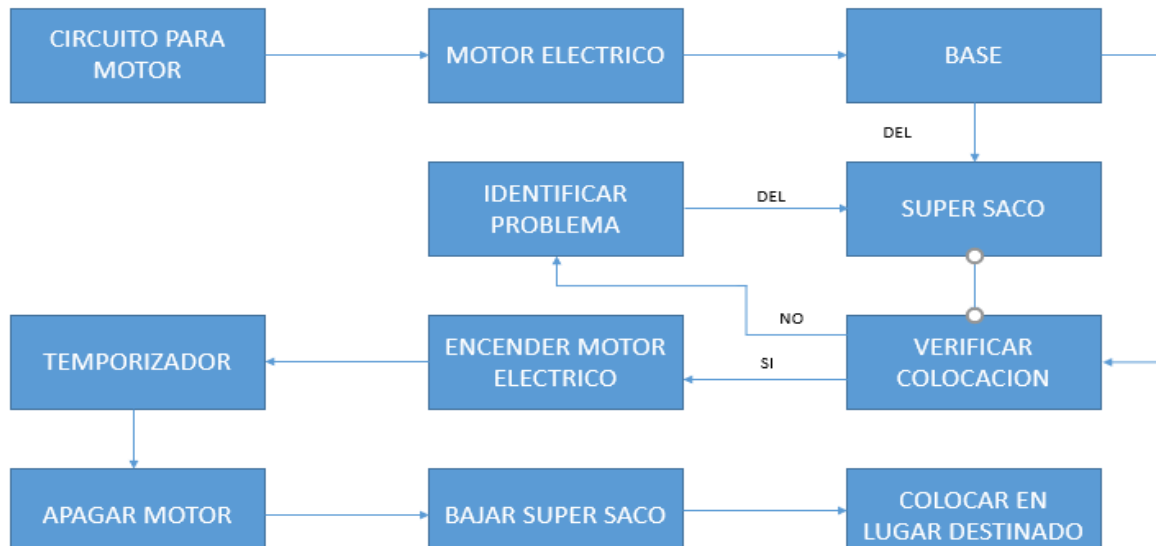 CIRCUITO PARA
MOTOR
MOTOR ELECTRICO
BASE
DEL
IDENTIFICAR
PROBLEMA
DEL
SUPER SACO
NO
TEMPORIZADOR
ENCENDER MOTOR
ELECTRICO
SI
VERIFICAR
COLOCACION
APAGAR MOTOR
BAJAR SUPER SACO
COLOCAR EN
LUGAR DESTINADO